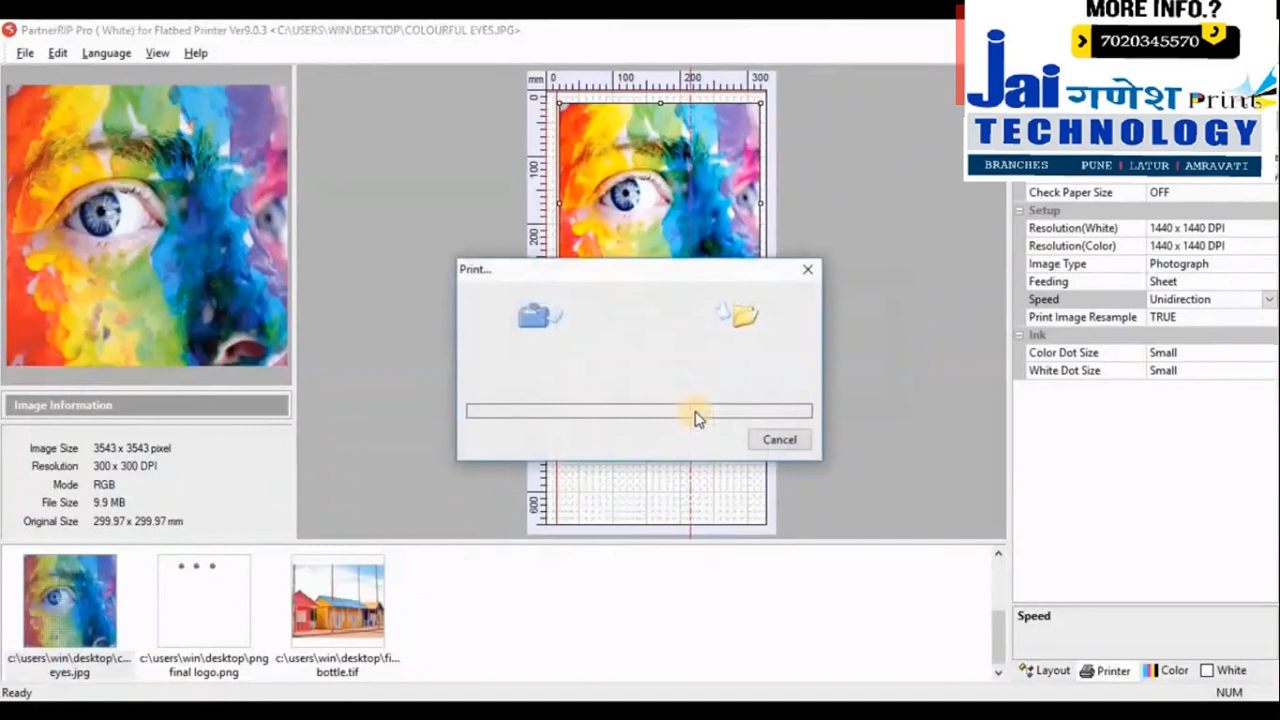 PartnerRIP Pro ( White) for Flatbed Printer Ver9.0.3 <C:\USERS\WIN\DESKTOP\COLOURFUL EYES.JPG>
File Edit Language View Help
MORE INFO.?
7020345570
Jai गणेश Prints
TECHNOLOGY
BRANCHES PUNE | LATUR | AMRAVATI
mm 0 100 200 300
0
100
200
600
Check Paper Size OFF
Setup
Resolution(White) 1440 x 1440 DPI
Resolution(Color) 1440 x 1440 DPI
Image Type Photograph
Feeding Sheet
Speed Unidirection
Print Image Resample TRUE
Ink
Color Dot Size Small
White Dot Size Small
Print...
Cancel
Image Information
Image Size 3543 x 3543 pixel
Resolution 300 x 300 DPI
Mode RGB
File Size 9.9 MB
Original Size 299.97 x 299.97 mm
c:\users\win\desktop\c...
eyes.jpg
c:\users\win\desktop\png
final logo.png
c:\users\win\desktop\fi...
bottle.tif
Speed
Layout Printer Color White
Ready NUM